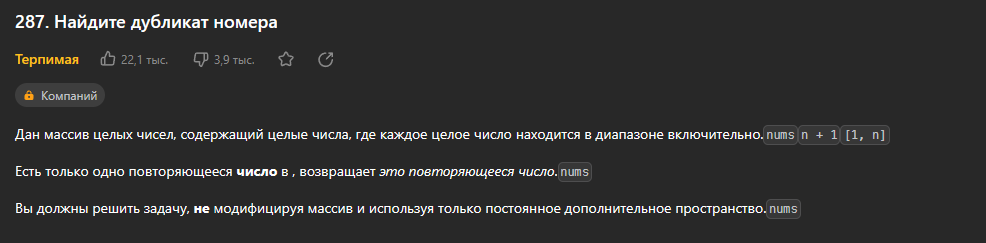 287. Найдите дубликат номера
Терпимая 22,1 тыс. 3,9 тыс.
Компаний
Дан массив целых чисел, содержащий целые числа, где каждое целое число находится в диапазоне включительно. nums n + 1 [1, n]
Есть только одно повторяющееся число в , возвращает это повторяющееся число. nums
Вы должны решить задачу, не модифицируя массив и используя только постоянное дополнительное пространство. nums